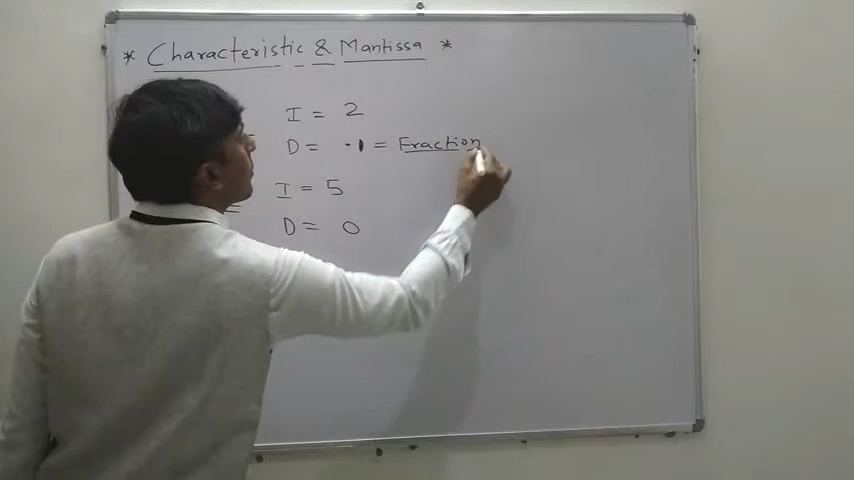 * Characteristic & Mantissa *
I = 2
D = .1 = Fraction
I = 5
D = 0